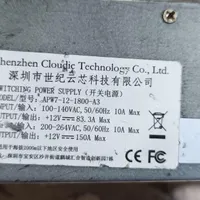 Shenzhen Cloudic Technology Co., Ltd.
深圳市世纪云芯科技有限公司
SWITCHING POWER SUPPLY (开关电源)
MODEL(型号): APW7-12-1800-A3
INPUT(输入): 100-140VAC, 50/60Hz 10A Max
OUTPUT(输出): +12V⎓83.3A Max
INPUT(输入): 200-264VAC, 50/60Hz 10A Max
OUTPUT(输出): +12V⎓150A Max